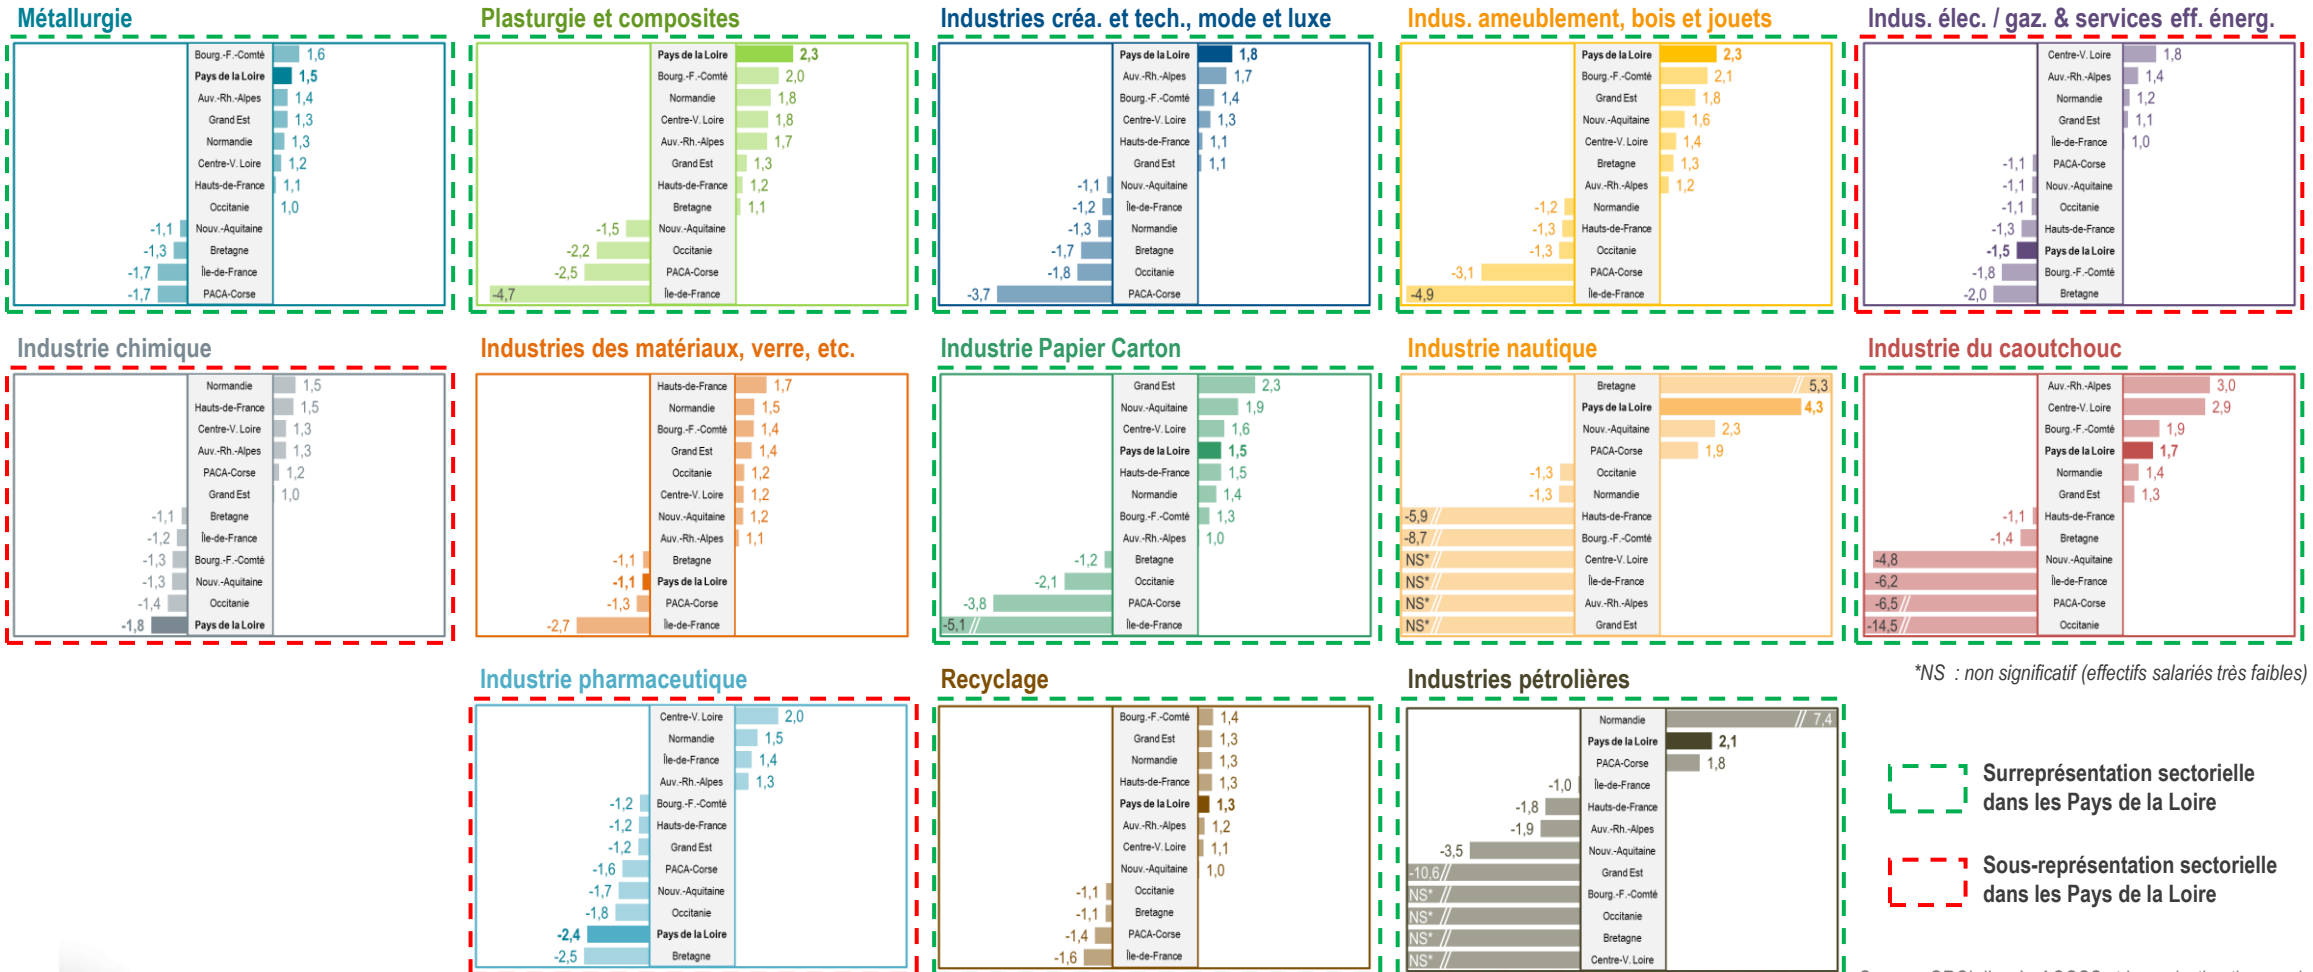 Métallurgie
Bourg.-F.-Comté 1,6
Pays de la Loire 1,5
Auv.-Rh.-Alpes 1,4
Grand Est 1,3
Normandie 1,3
Centre-V. Loire 1,2
Hauts-de-France 1,1
Occitanie 1,0
-1,1 Nouv.-Aquitaine
-1,3 Bretagne
-1,7 Île-de-France
-1,7 PACA-Corse
Plasturgie et composites
Pays de la Loire 2,3
Bourg.-F.-Comté 2,0
Normandie 1,8
Centre-V. Loire 1,8
Auv.-Rh.-Alpes 1,7
Grand Est 1,3
Hauts-de-France 1,2
Bretagne 1,1
-1,5 Nouv.-Aquitaine
-2,2 Occitanie
-2,5 PACA-Corse
-4,7 Île-de-France
Industries créa. et tech., mode et luxe
Pays de la Loire 1,8
Auv.-Rh.-Alpes 1,7
Bourg.-F.-Comté 1,4
Centre-V. Loire 1,3
Hauts-de-France 1,1
Grand Est 1,1
-1,1 Nouv.-Aquitaine
-1,2 Île-de-France
-1,3 Normandie
-1,7 Bretagne
-1,8 Occitanie
-3,7 PACA-Corse
Indus. ameublement, bois et jouets
Pays de la Loire 2,3
Bourg.-F.-Comté 2,1
Grand Est 1,8
Nouv.-Aquitaine 1,6
Centre-V. Loire 1,4
Bretagne 1,3
Auv.-Rh.-Alpes 1,2
-1,2 Normandie
-1,3 Hauts-de-France
-1,3 Occitanie
-3,1 PACA-Corse
-4,9 Île-de-France
Indus. élec. / gaz. & services eff. énerg.
Centre-V. Loire 1,8
Auv.-Rh.-Alpes 1,4
Normandie 1,2
Grand Est 1,1
Île-de-France 1,0
-1,1 PACA-Corse
-1,1 Nouv.-Aquitaine
-1,1 Occitanie
-1,3 Hauts-de-France
-1,5 Pays de la Loire
-1,8 Bourg.-F.-Comté
-2,0 Bretagne
Industrie chimique
Normandie 1,5
Hauts-de-France 1,5
Centre-V. Loire 1,3
Auv.-Rh.-Alpes 1,3
PACA-Corse 1,2
Grand Est 1,0
-1,1 Bretagne
-1,2 Île-de-France
-1,3 Bourg.-F.-Comté
-1,3 Nouv.-Aquitaine
-1,4 Occitanie
-1,8 Pays de la Loire
Industries des matériaux, verre, etc.
Hauts-de-France 1,7
Normandie 1,5
Bourg.-F.-Comté 1,4
Grand Est 1,4
Occitanie 1,2
Centre-V. Loire 1,2
Nouv.-Aquitaine 1,2
Auv.-Rh.-Alpes 1,1
-1,1 Bretagne
-1,1 Pays de la Loire
-1,3 PACA-Corse
-2,7 Île-de-France
Industrie Papier Carton
Grand Est 2,3
Nouv.-Aquitaine 1,9
Centre-V. Loire 1,6
Pays de la Loire 1,5
Hauts-de-France 1,5
Normandie 1,4
Bourg.-F.-Comté 1,3
Auv.-Rh.-Alpes 1,0
-1,2 Bretagne
-2,1 Occitanie
-3,8 PACA-Corse
-5,1 // Île-de-France
Industrie nautique
Bretagne // 5,3
Pays de la Loire 4,3
Nouv.-Aquitaine 2,3
PACA-Corse 1,9
-1,3 Occitanie
-1,3 Normandie
-5,9 // Hauts-de-France
-8,7 // Bourg.-F.-Comté
NS* // Centre-V. Loire
NS* // Île-de-France
NS* // Auv.-Rh.-Alpes
NS* // Grand Est
Industrie du caoutchouc
Auv.-Rh.-Alpes 3,0
Centre-V. Loire 2,9
Bourg.-F.-Comté 1,9
Pays de la Loire 1,7
Normandie 1,4
Grand Est 1,3
-1,1 Hauts-de-France
-1,4 Bretagne
-4,8 Nouv.-Aquitaine
-6,2 Île-de-France
-6,5 // PACA-Corse
-14,5 // Occitanie
*NS : non significatif (effectifs salariés très faibles)
Industrie pharmaceutique
Centre-V. Loire 2,0
Normandie 1,5
Île-de-France 1,4
Auv.-Rh.-Alpes 1,3
-1,2 Bourg.-F.-Comté
-1,2 Hauts-de-France
-1,2 Grand Est
-1,6 PACA-Corse
-1,7 Nouv.-Aquitaine
-1,8 Occitanie
-2,4 Pays de la Loire
-2,5 Bretagne
Recyclage
Bourg.-F.-Comté 1,4
Grand Est 1,3
Normandie 1,3
Hauts-de-France 1,3
Pays de la Loire 1,3
Auv.-Rh.-Alpes 1,2
Centre-V. Loire 1,1
Nouv.-Aquitaine 1,0
-1,1 Occitanie
-1,1 Bretagne
-1,4 PACA-Corse
-1,6 Île-de-France
Industries pétrolières
Normandie // 7,4
Pays de la Loire 2,1
PACA-Corse 1,8
-1,0 Île-de-France
-1,8 Hauts-de-France
-1,9 Auv.-Rh.-Alpes
-3,5 Nouv.-Aquitaine
-10,6 // Grand Est
NS* // Bourg.-F.-Comté
NS* // Occitanie
NS* // Bretagne
NS* // Centre-V. Loire
Surreprésentation sectorielle
dans les Pays de la Loire
Sous-représentation sectorielle
dans les Pays de la Loire